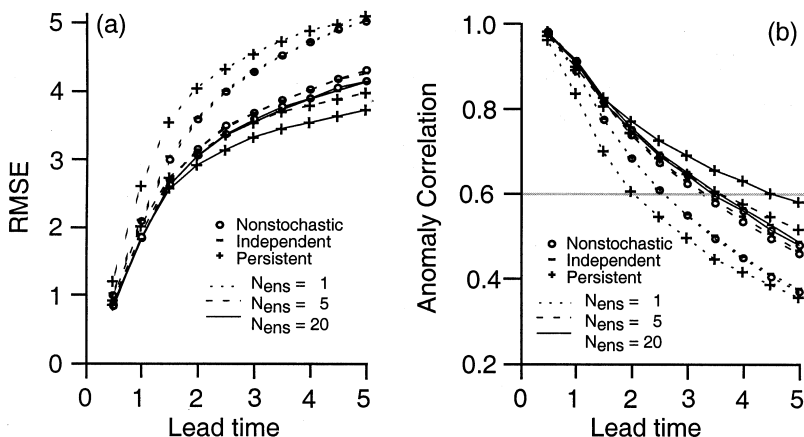 (a)
RMSE
5
4
3
2
1
0
0 1 2 3 4 5
Lead time
Nonstochastic
Independent
Persistent
Nens = 1
Nens = 5
Nens = 20
(b)
Anomaly Correlation
1.0
0.8
0.6
0.4
0.2
0 1 2 3 4 5
Lead time
Nonstochastic
Independent
Persistent
Nens = 1
Nens = 5
Nens = 20